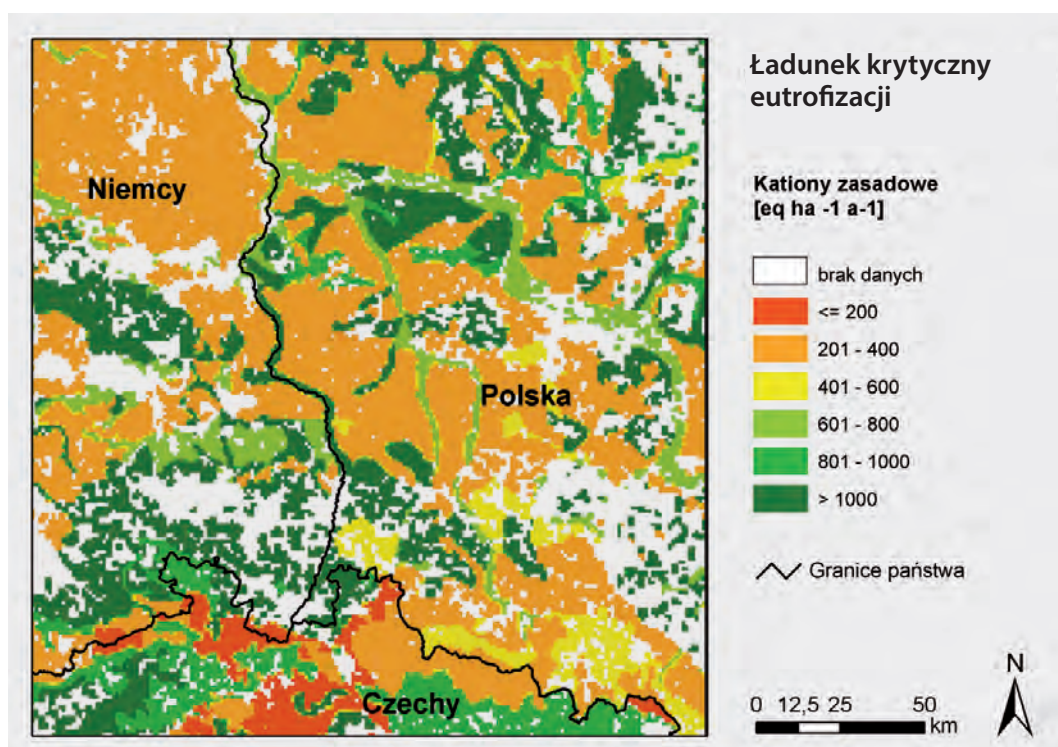 Ładunek krytyczny
eutrofizacji
Kationy zasadowe
[eq ha -1 a-1]
brak danych
<= 200
201 - 400
401 - 600
601 - 800
801 - 1000
> 1000
Granice państwa
N
0 12,5 25 50
km
Niemcy
Polska
Czechy